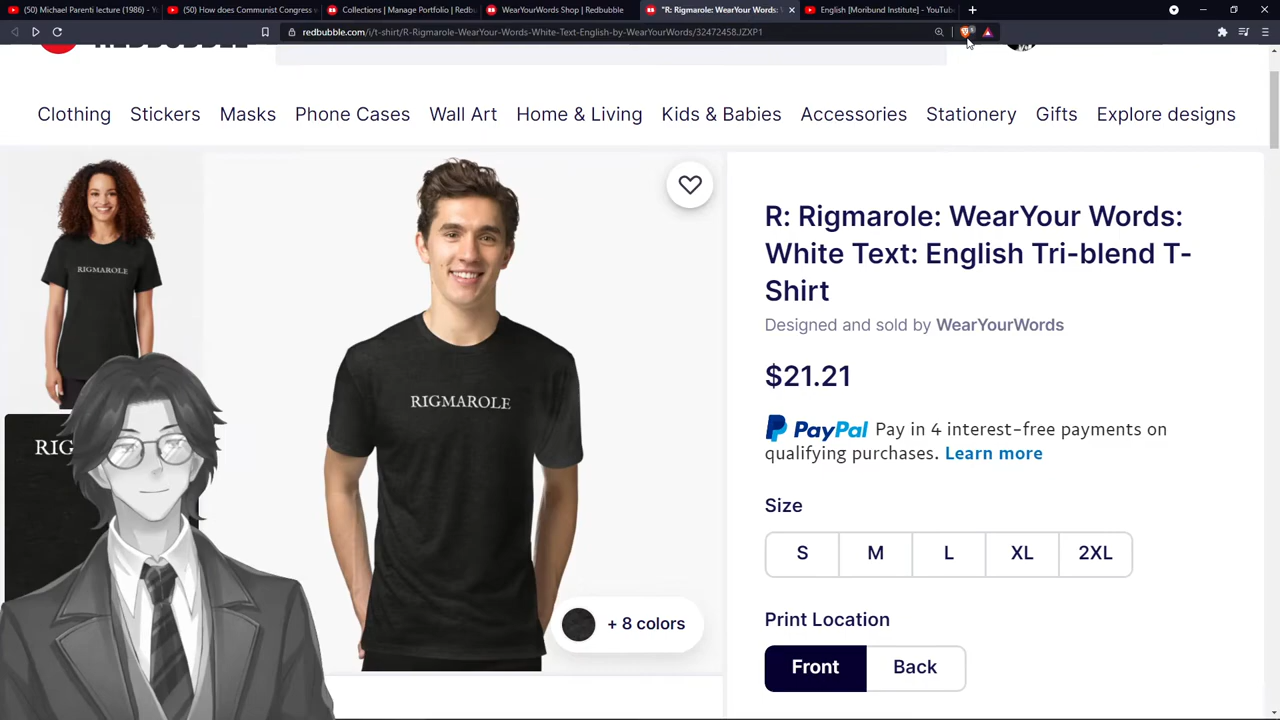 (50) Michael Parenti lecture (1986) - Y
(50) How does Communist Congress
Collections | Manage Portfolio | Redb
WearYourWords Shop | Redbubble
"R: Rigmarole: WearYour Words:
English [Moribund Institute] - YouTub
redbubble.com/i/t-shirt/R-Rigmarole-WearYour-Words-White-Text-English-by-WearYourWords/32472458.JZXP1
Clothing
Stickers
Masks
Phone Cases
Wall Art
Home & Living
Kids & Babies
Accessories
Stationery
Gifts
Explore designs
RIGMAROLE
RIGMAROLE
RIG
+ 8 colors
R: Rigmarole: WearYour Words:
White Text: English Tri-blend T-
Shirt
Designed and sold by WearYourWords
$21.21
PayPal Pay in 4 interest-free payments on
qualifying purchases. Learn more
Size
S
M
L
XL
2XL
Print Location
Front
Back